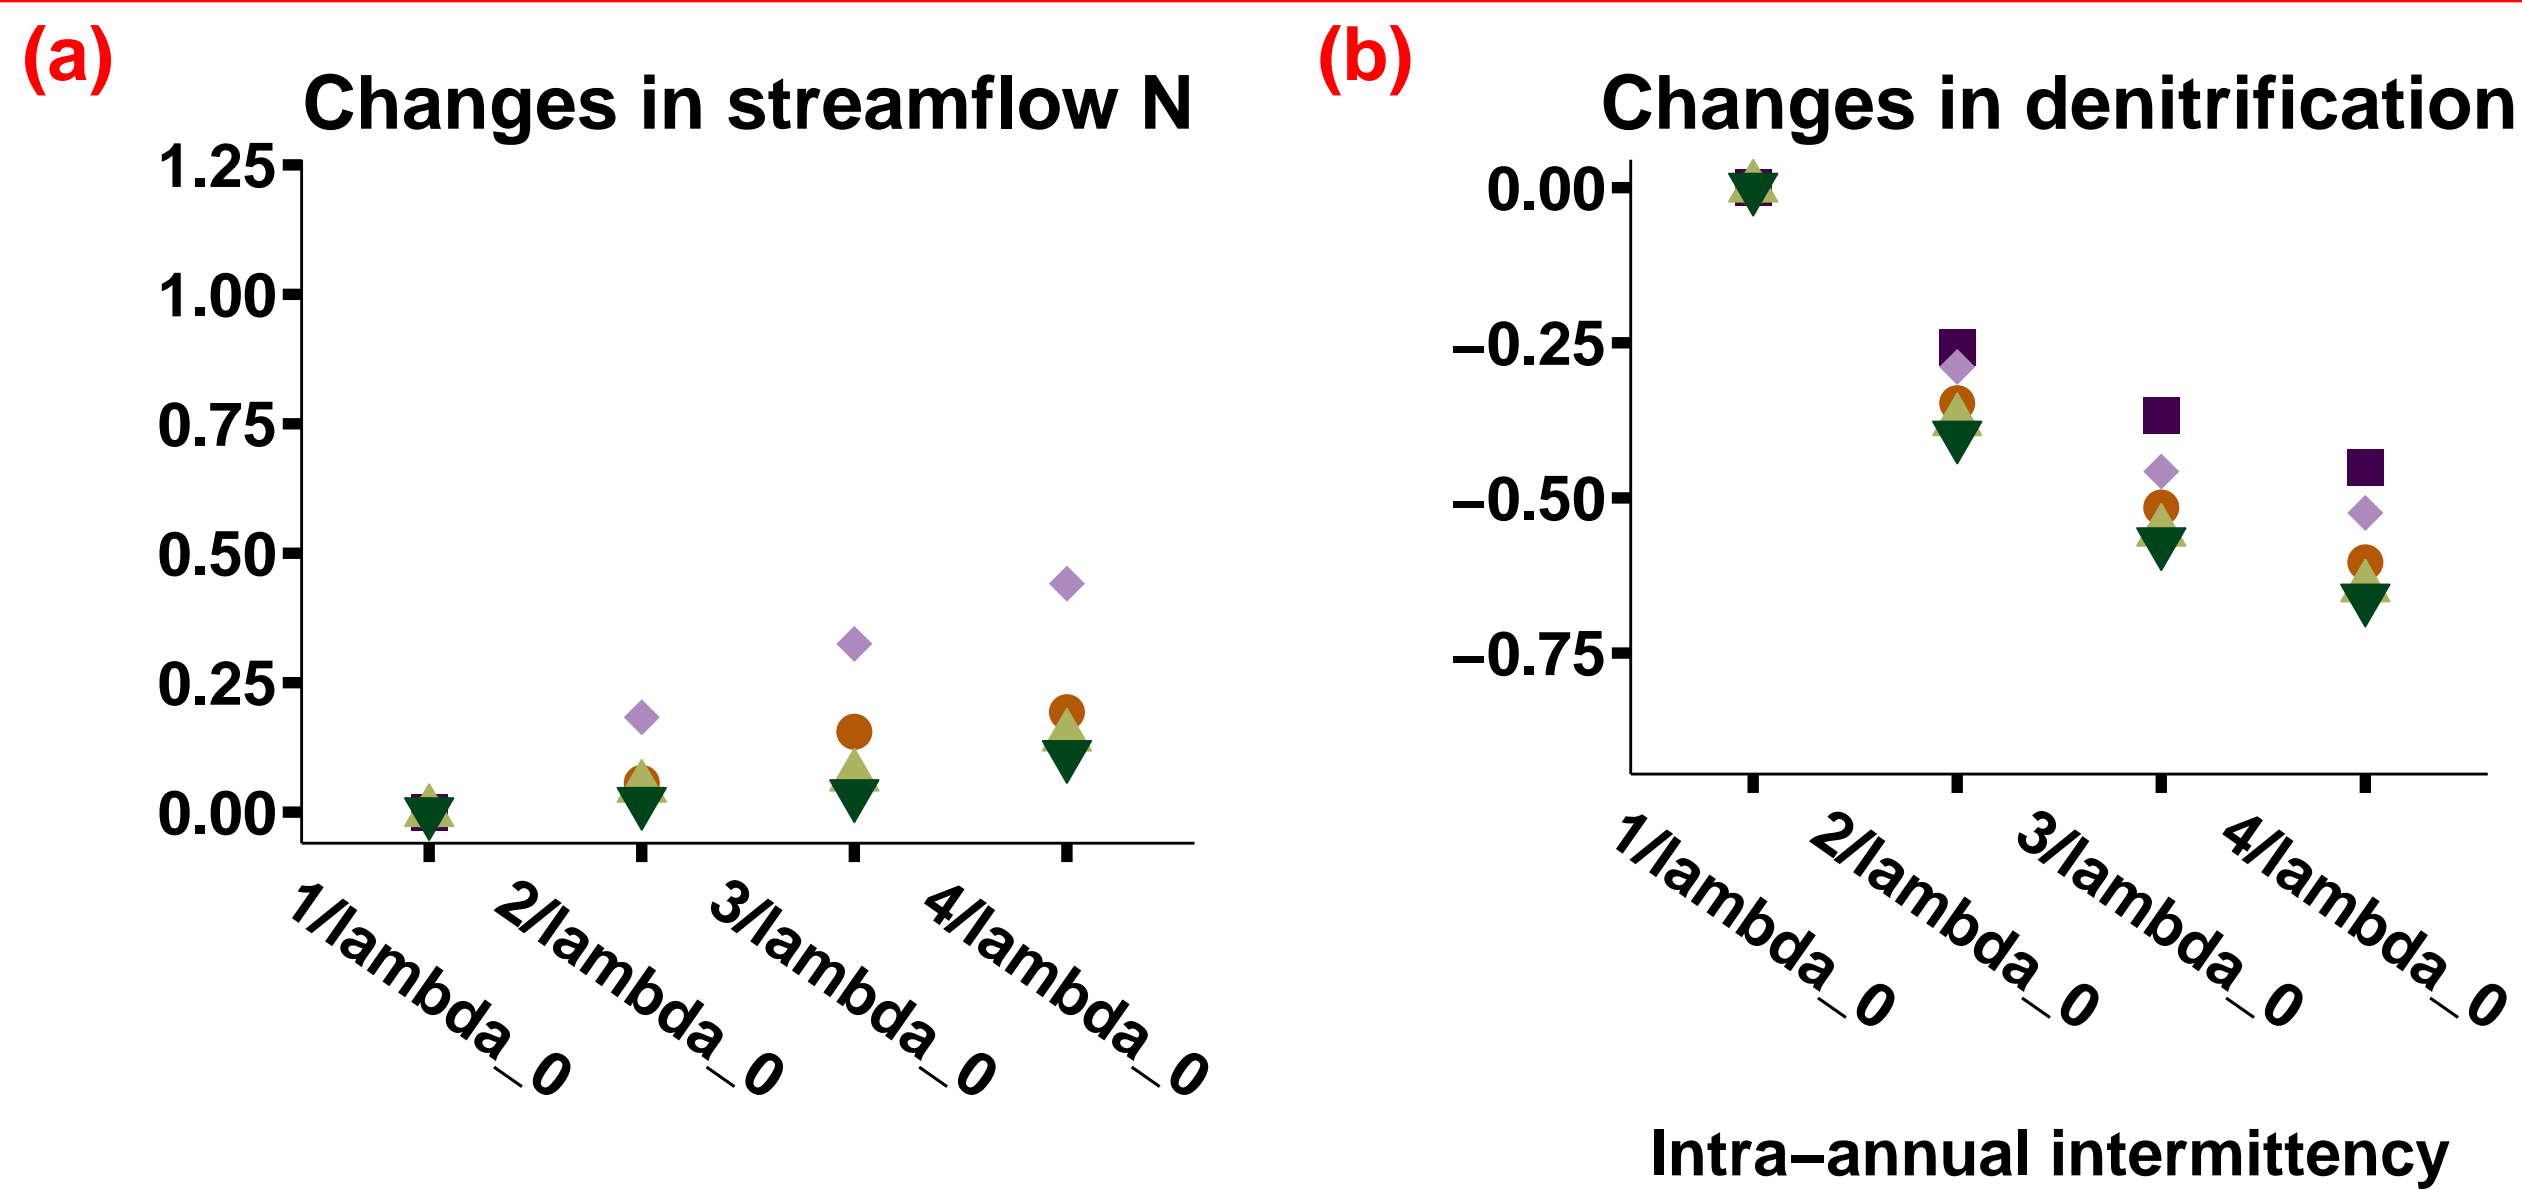 (a)
Changes in streamflow N
1.25
1.00
0.75
0.50
0.25
0.00
1/lambda_0
2/lambda_0
3/lambda_0
4/lambda_0
(b)
Changes in denitrification
0.00
−0.25
−0.50
−0.75
1/lambda_0
2/lambda_0
3/lambda_0
4/lambda_0
Intra−annual intermittency